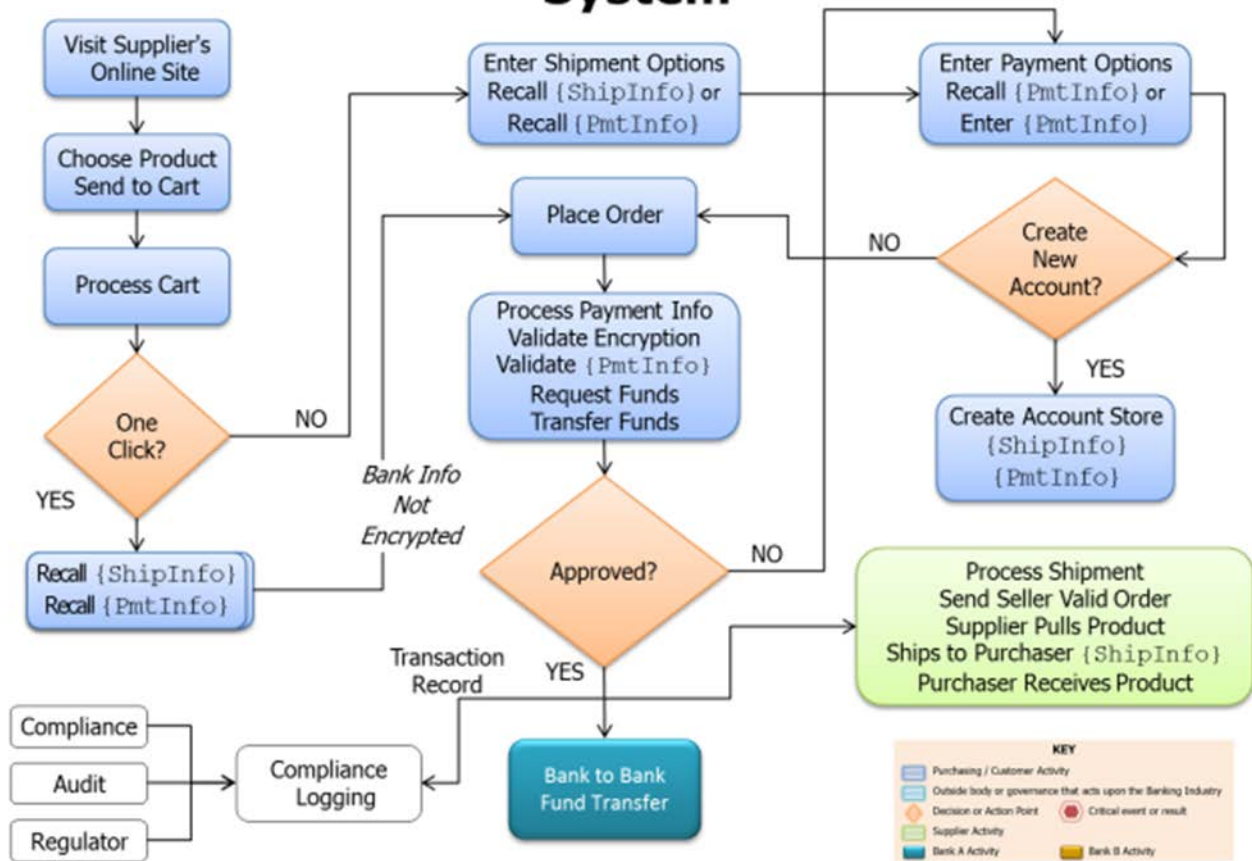 System
Visit Supplier's
Online Site
Choose Product
Send to Cart
Process Cart
One
Click?
NO
YES
Recall {ShipInfo}
Recall {PmtInfo}
Bank Info
Not
Encrypted
Enter Shipment Options
Recall {ShipInfo} or
Recall {PmtInfo}
Enter Payment Options
Recall {PmtInfo} or
Enter {PmtInfo}
Place Order
NO
Create
New
Account?
YES
Create Account Store
{ShipInfo}
{PmtInfo}
Process Payment Info
Validate Encryption
Validate {PmtInfo}
Request Funds
Transfer Funds
Approved?
NO
YES
Transaction
Record
Process Shipment
Send Seller Valid Order
Supplier Pulls Product
Ships to Purchaser {ShipInfo}
Purchaser Receives Product
Compliance
Audit
Regulator
Compliance
Logging
Bank to Bank
Fund Transfer
KEY
Purchasing / Customer Activity
Outside body or governance that acts upon the Banking Industry
Decision or Action Point
Critical event or result
Supplier Activity
Bank A Activity
Bank B Activity